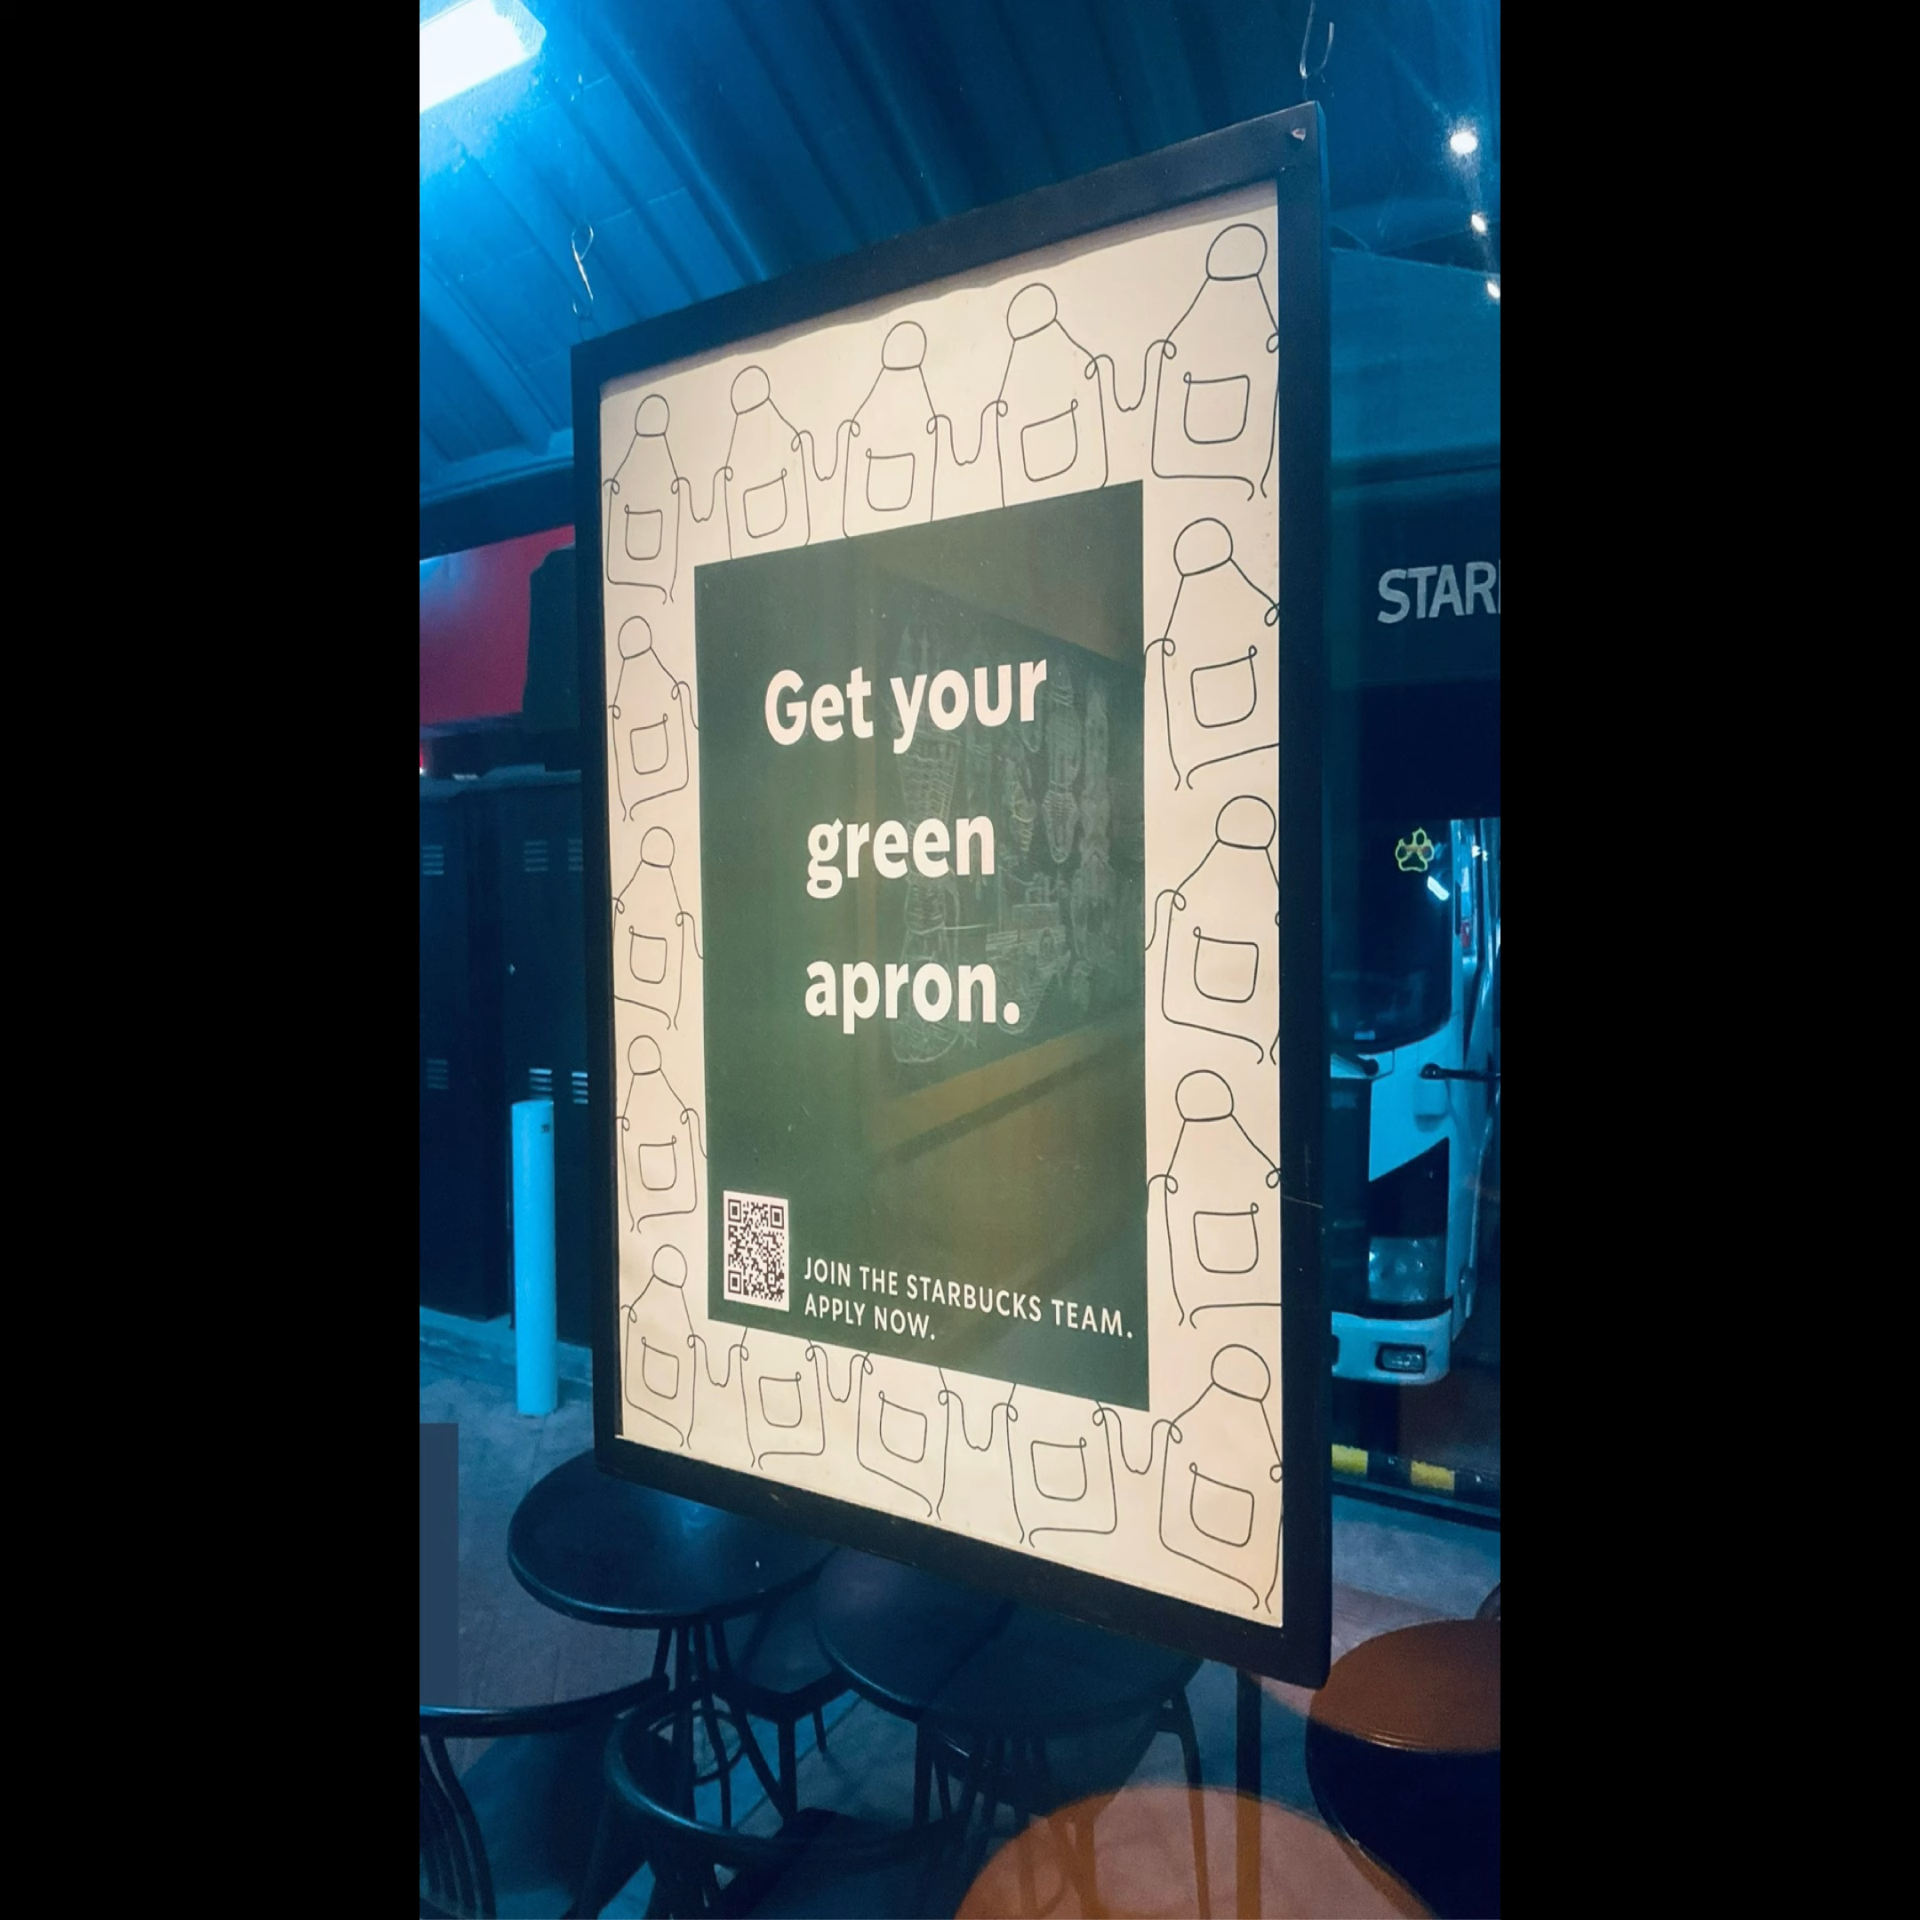 Get your
green
apron.
JOIN THE STARBUCKS TEAM.
APPLY NOW.
STAR